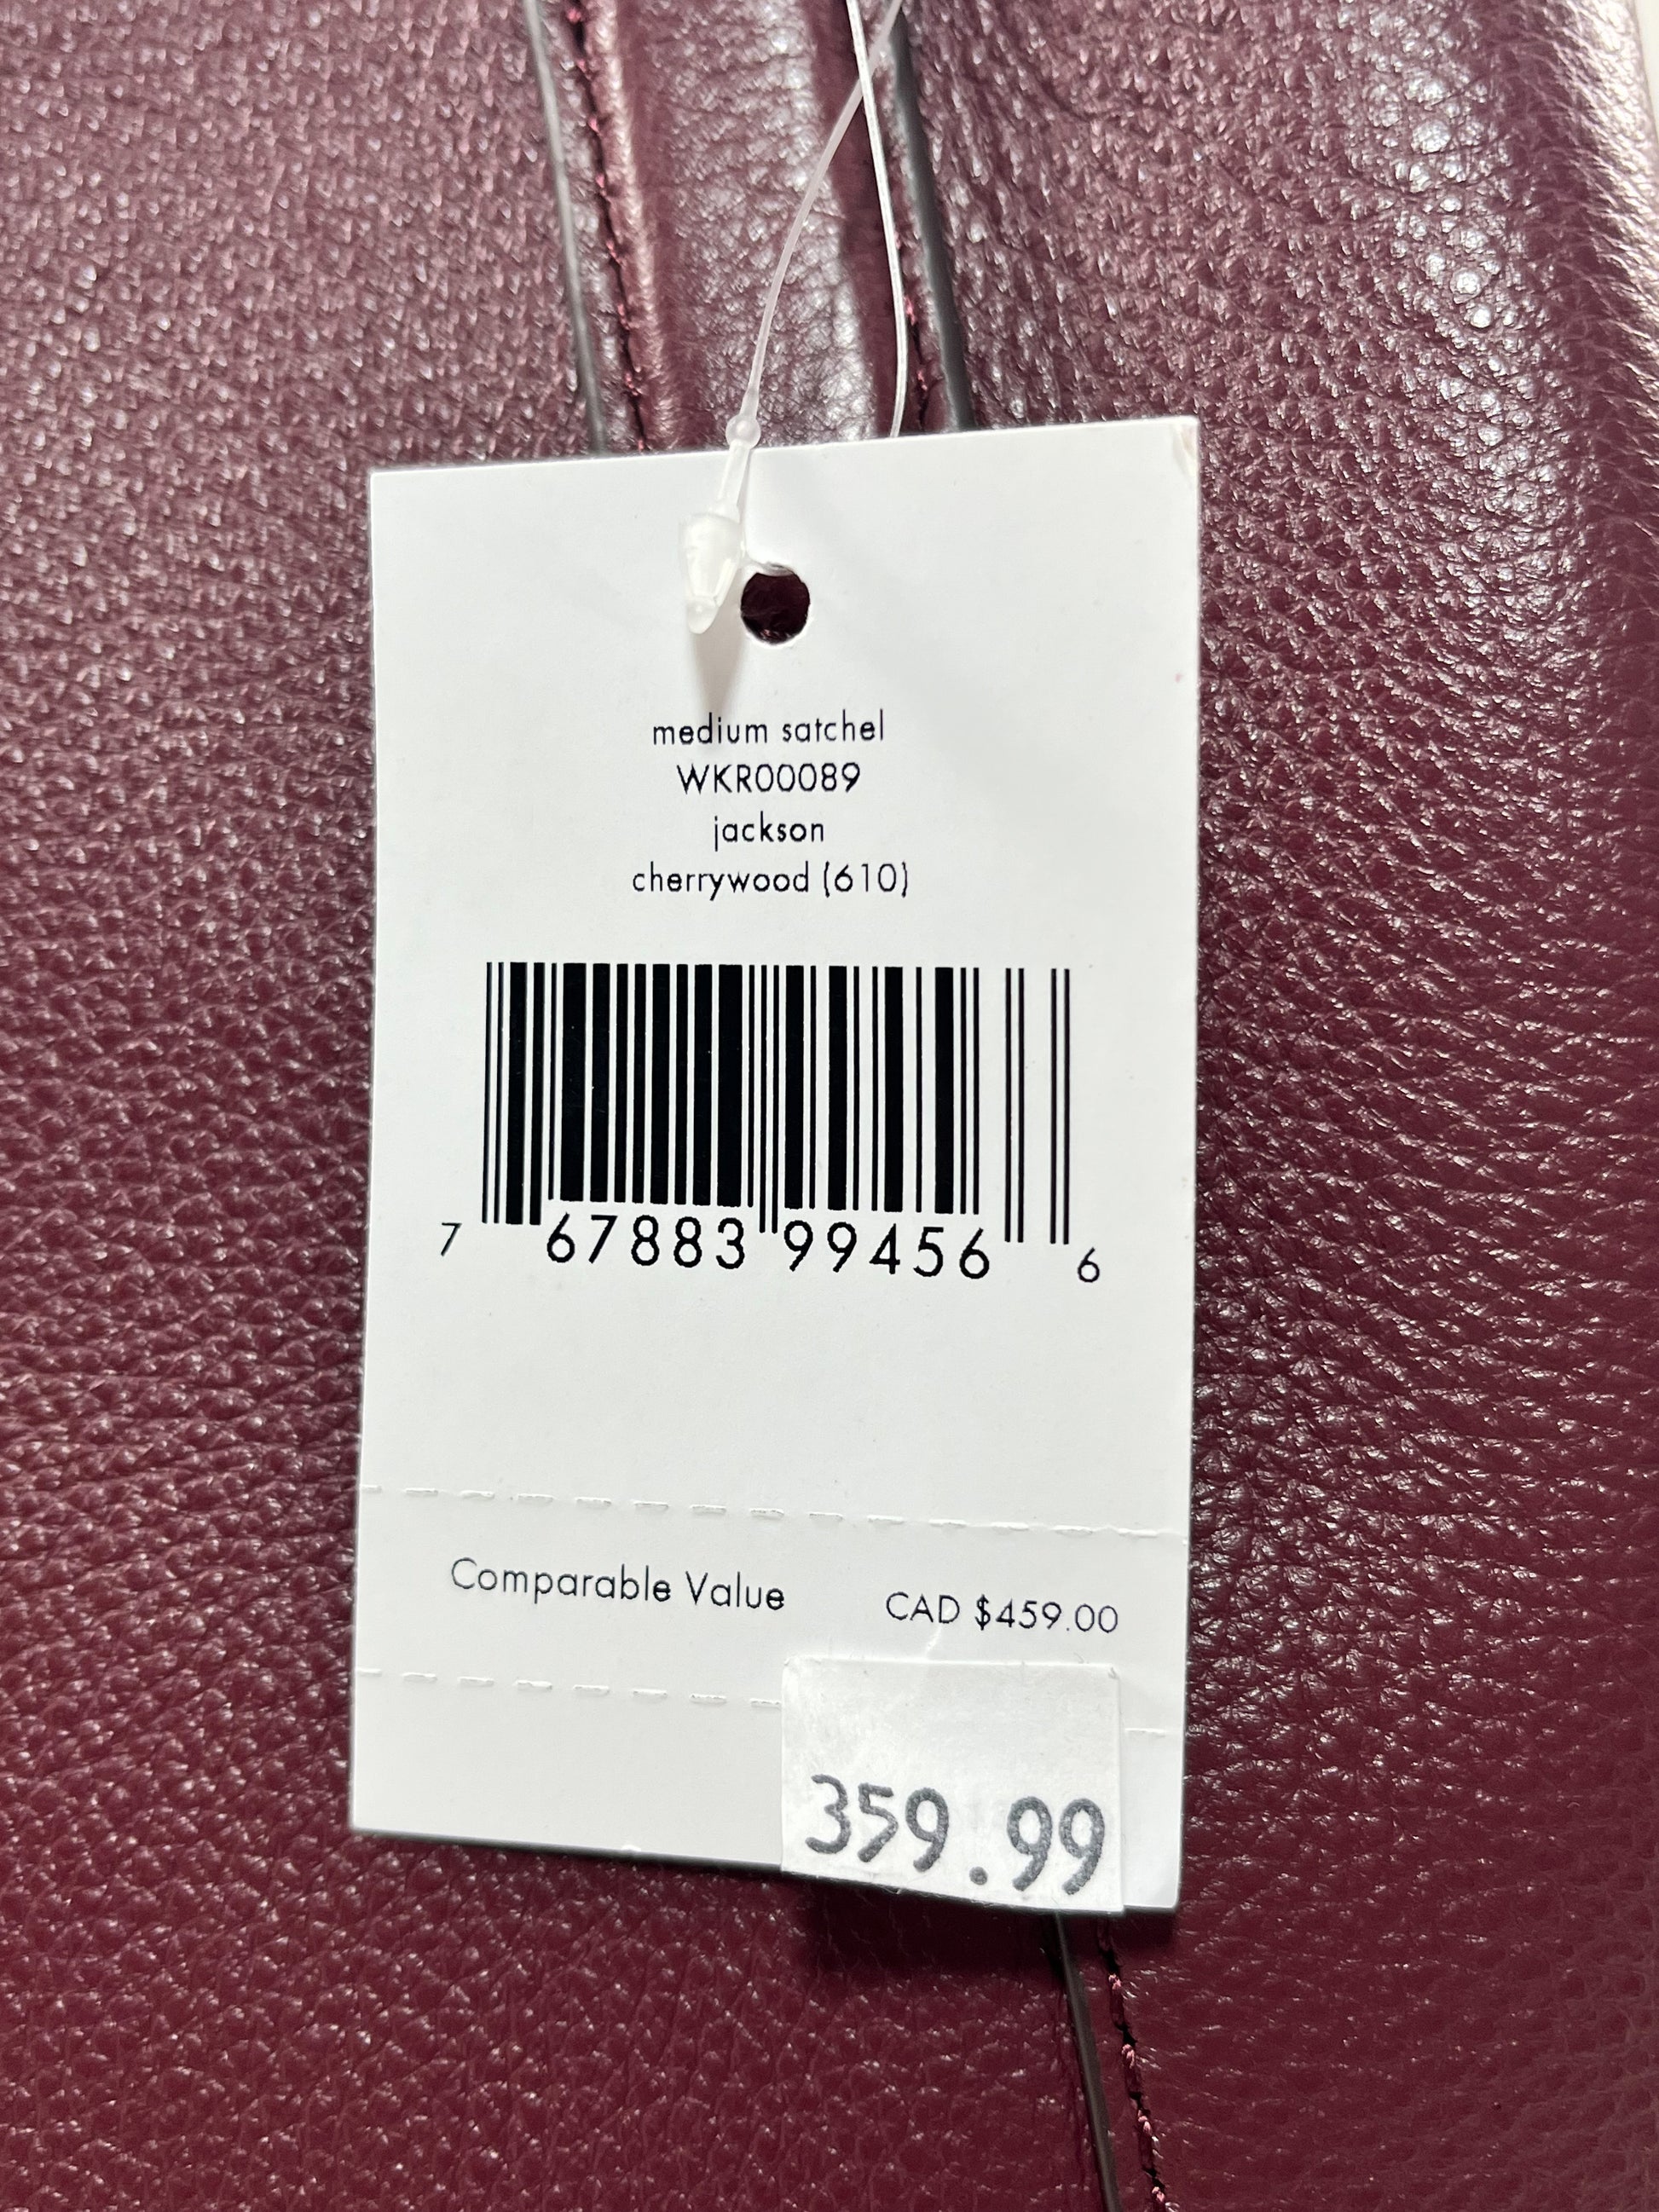 medium satchel
WKR00089
jackson
cherrywood (610)
7 67883 99456 6
Comparable Value CAD $459.00
359.99